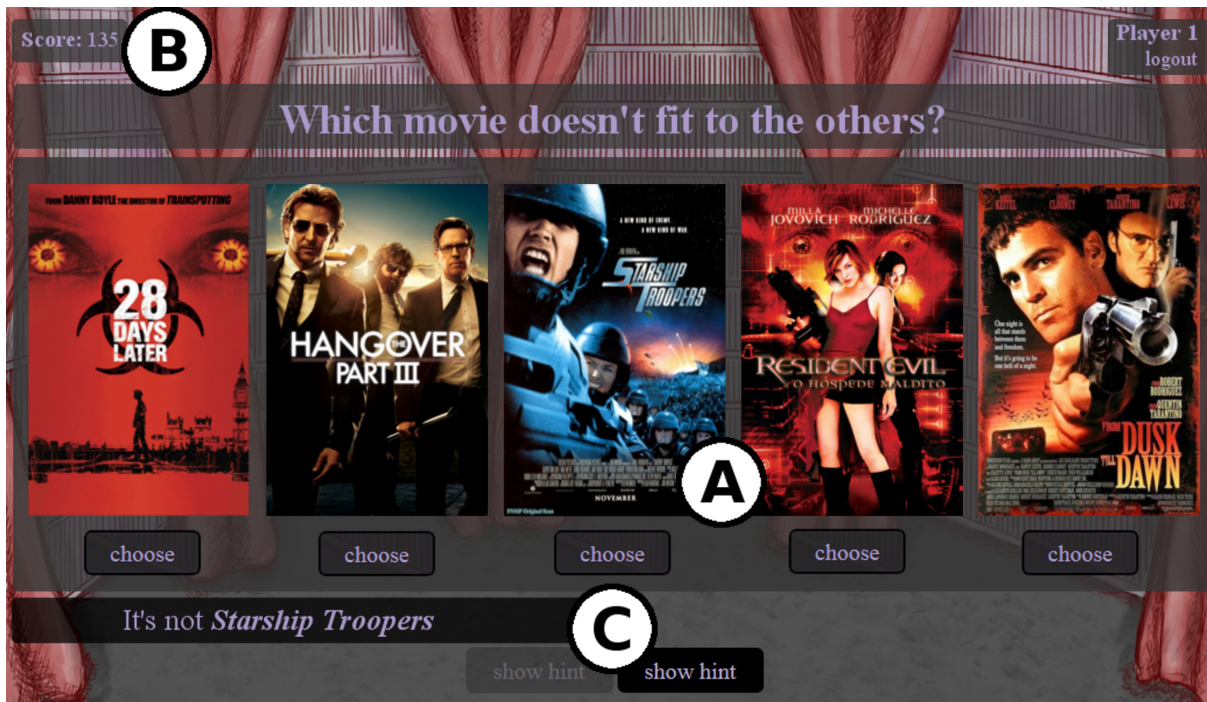 Score: 135
B
Player 1
logout
Which movie doesn't fit to the others?
FROM DANNY BOYLE THE DIRECTOR OF TRAINSPOTTING
28
DAYS
LATER
THE
HANGOVER
PART III
A NEW KIND OF ENEMY.
A NEW KIND OF WAR.
STARSHIP
TROOPERS
NOVEMBER
MILLA JOVOVICH
MICHELLE RODRIGUEZ
RESIDENT EVIL
O HÓSPEDE MALDITO
KEITEL
CLOONEY
TARANTINO
LEWIS
One night is
all that stands
between them
and freedom.
But it's going to be
one hell of a night.
ROBERT
RODRIGUEZ
QUENTIN
TARANTINO
FROM
DUSK
TILL
DAWN
A
choose
choose
choose
choose
choose
It's not Starship Troopers
C
show hint
show hint